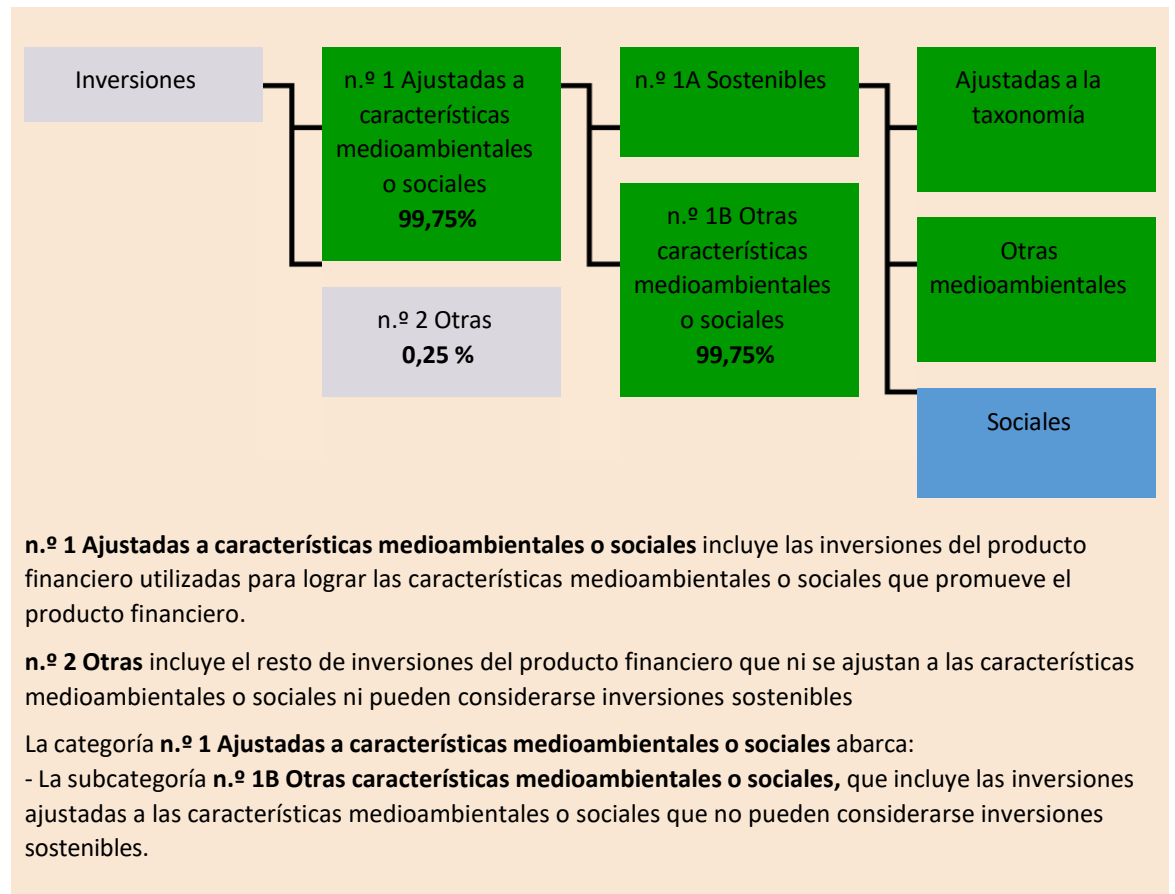 Inversiones
n.º 1 Ajustadas a
características
medioambientales
o sociales
99,75%
n.º 2 Otras
0,25 %
n.º 1A Sostenibles
n.º 1B Otras
características
medioambientales
o sociales
99,75%
Ajustadas a la
taxonomía
Otras
medioambientales
Sociales
n.º 1 Ajustadas a características medioambientales o sociales incluye las inversiones del producto
financiero utilizadas para lograr las características medioambientales o sociales que promueve el
producto financiero.
n.º 2 Otras incluye el resto de inversiones del producto financiero que ni se ajustan a las características
medioambientales o sociales ni pueden considerarse inversiones sostenibles
La categoría n.º 1 Ajustadas a características medioambientales o sociales abarca:
- La subcategoría n.º 1B Otras características medioambientales o sociales, que incluye las inversiones
ajustadas a las características medioambientales o sociales que no pueden considerarse inversiones
sostenibles.